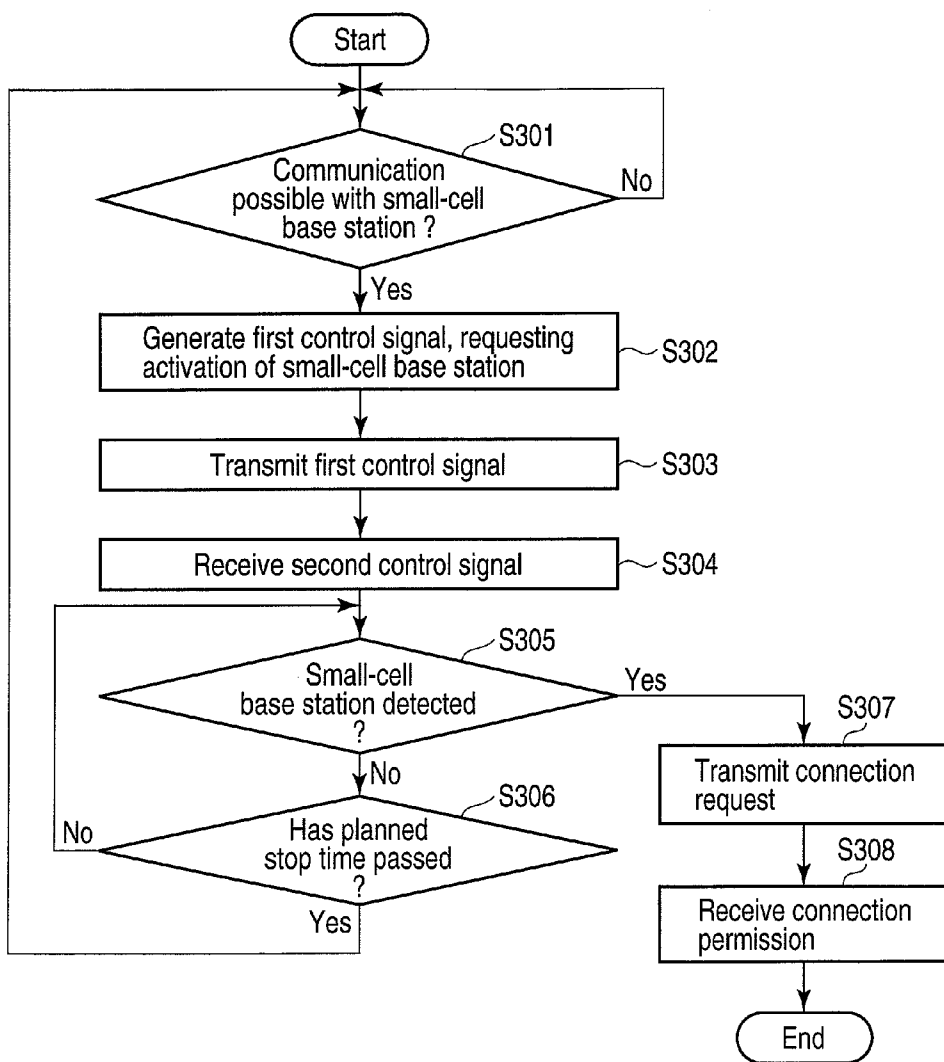 Start
S301
Communication
possible with small-cell
base station ?
No
Yes
Generate first control signal, requesting
activation of small-cell base station
S302
Transmit first control signal
S303
Receive second control signal
S304
S305
Small-cell
base station detected
?
Yes
No
S307
Transmit connection
request
S306
No
Has planned
stop time passed
?
Yes
S308
Receive connection
permission
End